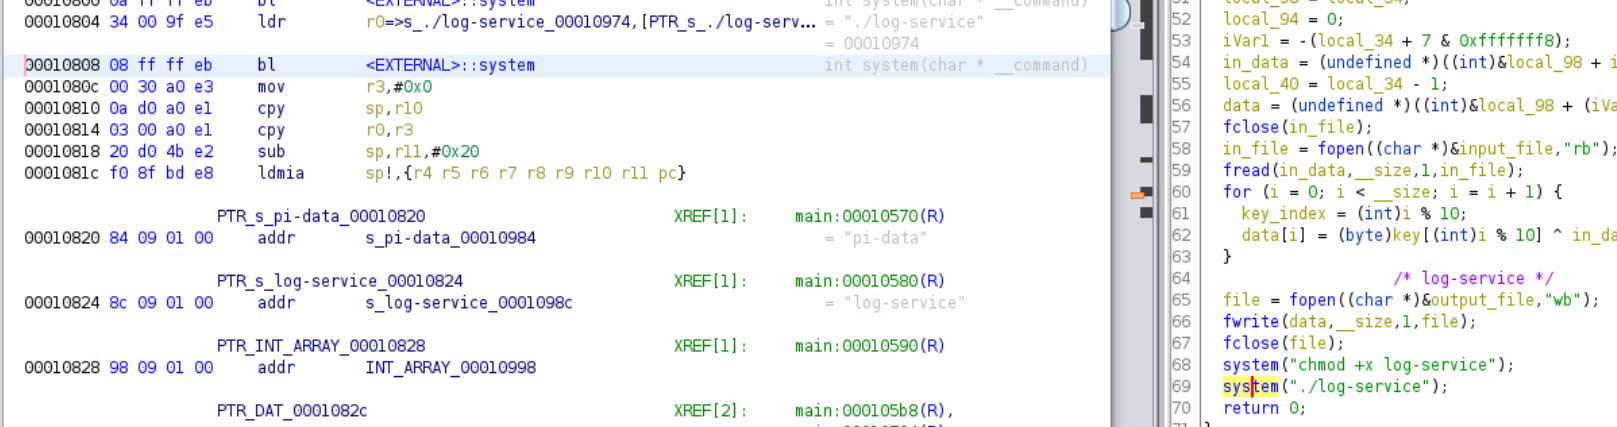 00010800 0a ff ff eb bl <EXTERNAL>::system int system(char * __command)
00010804 34 00 9f e5 ldr r0=>s_./log-service_00010974,[PTR_s_./log-serv... = "./log-service"
= 00010974
00010808 08 ff ff eb bl <EXTERNAL>::system int system(char * __command)
0001080c 00 30 a0 e3 mov r3,#0x0
00010810 0a d0 a0 e1 cpy sp,r10
00010814 03 00 a0 e1 cpy r0,r3
00010818 20 d0 4b e2 sub sp,r11,#0x20
0001081c f0 8f bd e8 ldmia sp!,{r4 r5 r6 r7 r8 r9 r10 r11 pc}
PTR_s_pi-data_00010820 XREF[1]: main:00010570(R)
00010820 84 09 01 00 addr s_pi-data_00010984 = "pi-data"
PTR_s_log-service_00010824 XREF[1]: main:00010580(R)
00010824 8c 09 01 00 addr s_log-service_0001098c = "log-service"
PTR_INT_ARRAY_00010828 XREF[1]: main:00010590(R)
00010828 98 09 01 00 addr INT_ARRAY_00010998
PTR_DAT_0001082c XREF[2]: main:000105b8(R),
52 local_94 = 0;
53 iVar1 = -(local_34 + 7 & 0xfffffff8);
54 in_data = (undefined *)((int)&local_98 + i
55 local_40 = local_34 - 1;
56 data = (undefined *)((int)&local_98 + (iVa
57 fclose(in_file);
58 in_file = fopen((char *)&input_file,"rb");
59 fread(in_data,__size,1,in_file);
60 for (i = 0; i < __size; i = i + 1) {
61 key_index = (int)i % 10;
62 data[i] = (byte)key[(int)i % 10] ^ in_da
63 }
64 /* log-service */
65 file = fopen((char *)&output_file,"wb");
66 fwrite(data,__size,1,file);
67 fclose(file);
68 system("chmod +x log-service");
69 system("./log-service");
70 return 0;